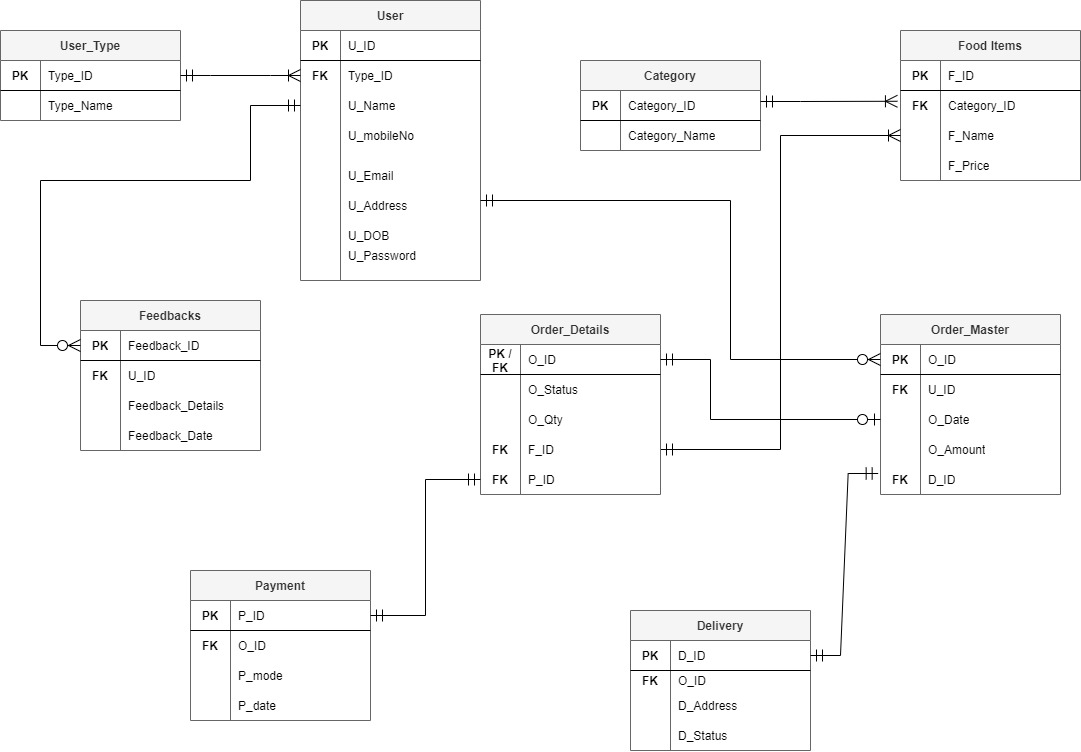 User
PK U_ID
FK Type_ID
U_Name
U_mobileNo
U_Email
U_Address
U_DOB
U_Password
User_Type
PK Type_ID
Type_Name
Category
PK Category_ID
Category_Name
Food Items
PK F_ID
FK Category_ID
F_Name
F_Price
Feedbacks
PK Feedback_ID
FK U_ID
Feedback_Details
Feedback_Date
Order_Details
PK /
FK O_ID
O_Status
O_Qty
FK F_ID
FK P_ID
Order_Master
PK O_ID
FK U_ID
O_Date
O_Amount
FK D_ID
Payment
PK P_ID
FK O_ID
P_mode
P_date
Delivery
PK D_ID
FK O_ID
D_Address
D_Status